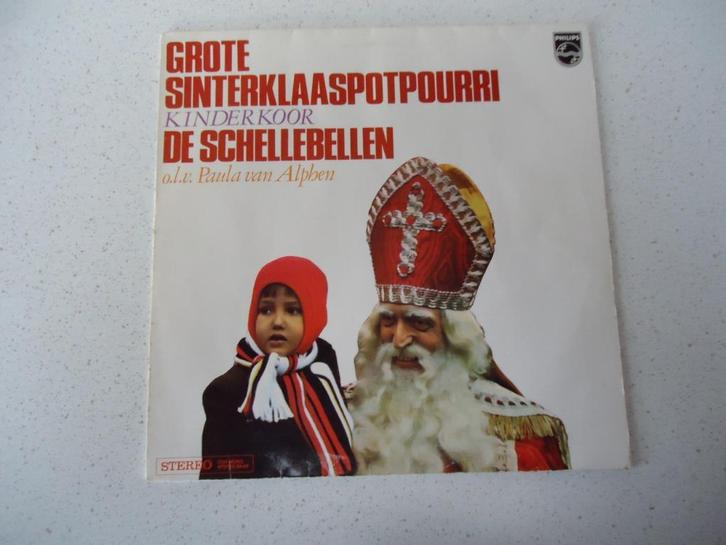 GROTE
PHILIPS
SINTERKLAASPOTPOURRI
KINDERKOOR
DE SCHELLEBELLEN
o.l.v. Paula van Alphen
STEREO